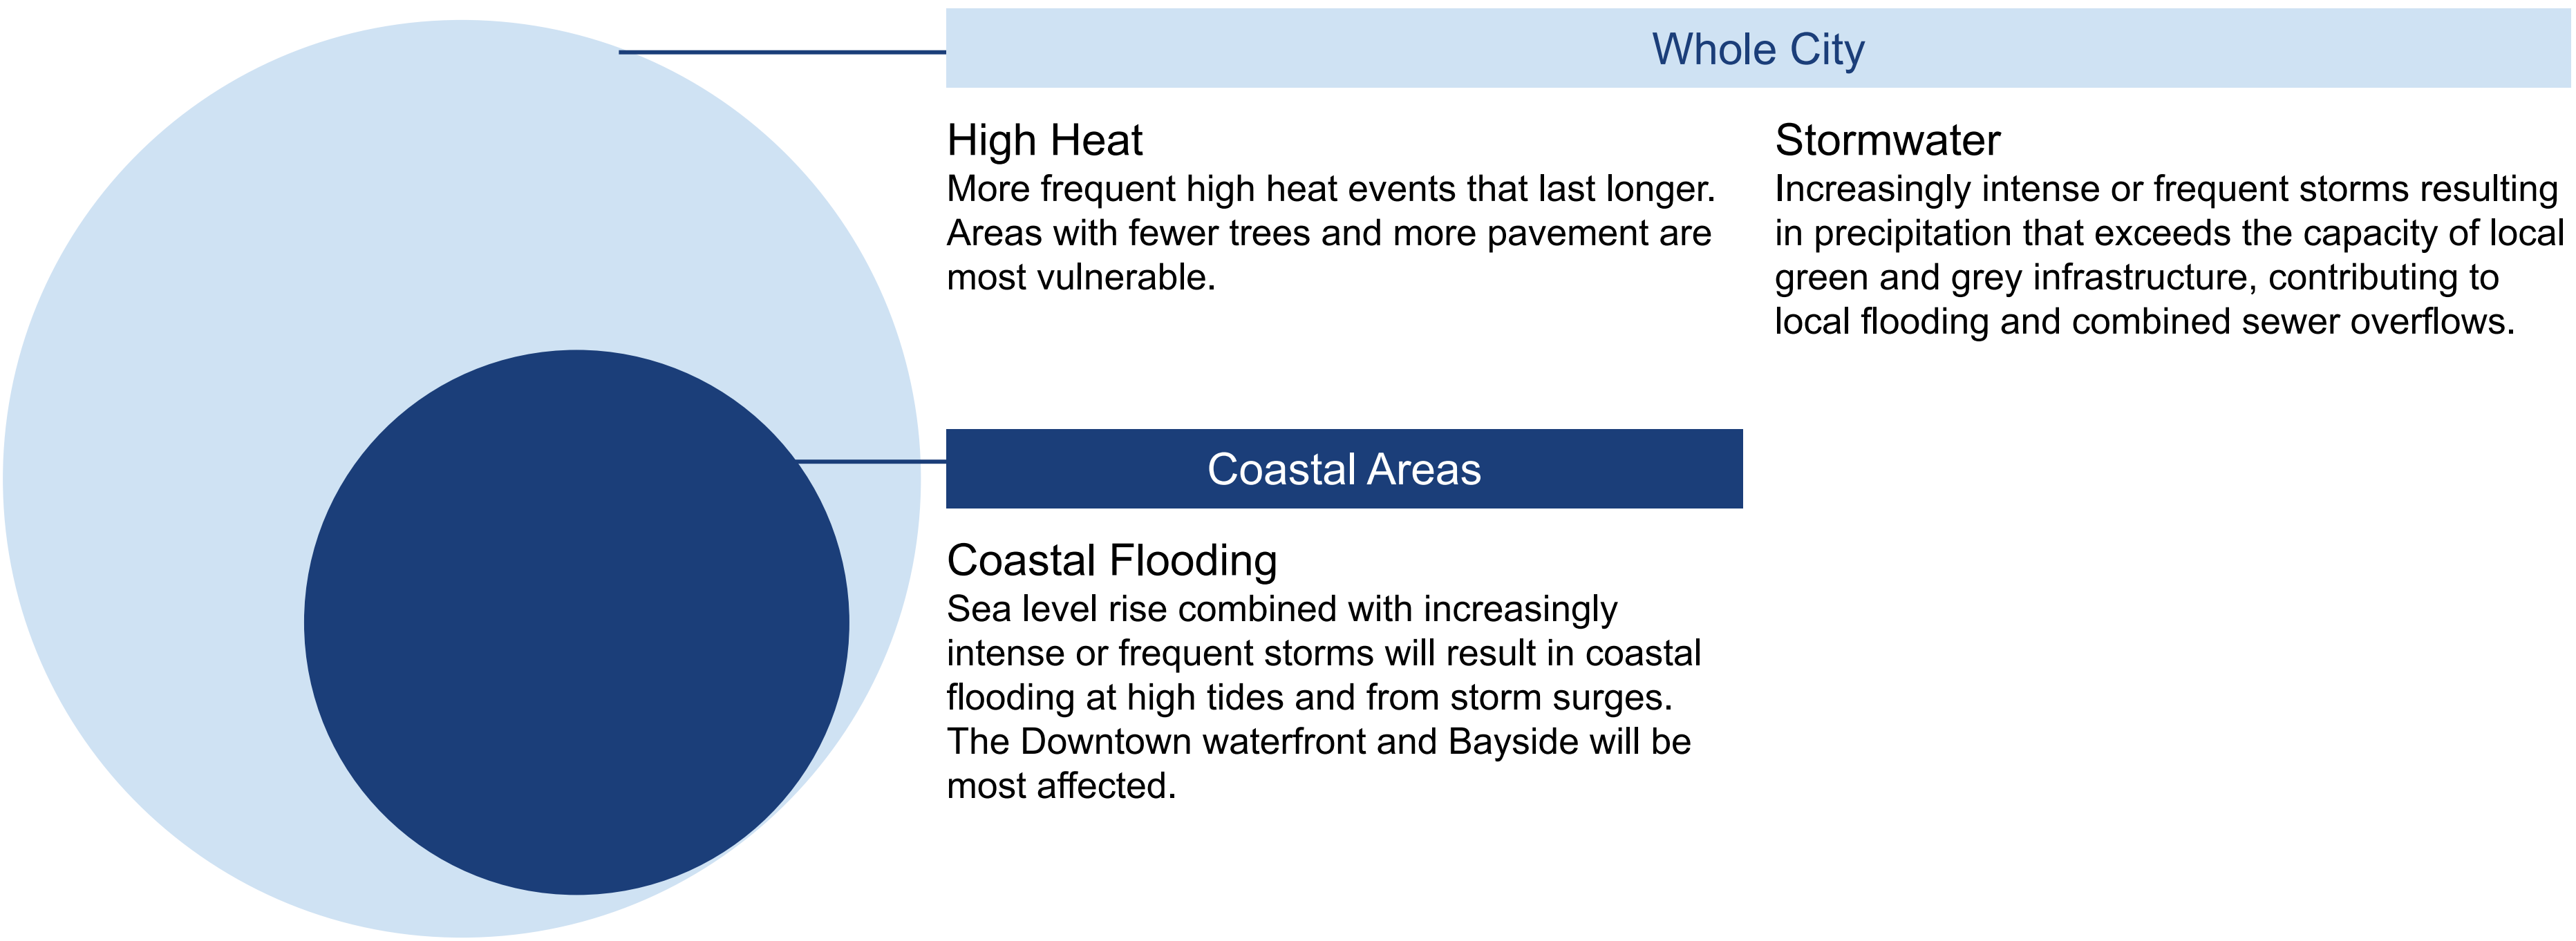 Whole City
High Heat
More frequent high heat events that last longer.
Areas with fewer trees and more pavement are
most vulnerable.
Stormwater
Increasingly intense or frequent storms resulting
in precipitation that exceeds the capacity of local
green and grey infrastructure, contributing to
local flooding and combined sewer overflows.
Coastal Areas
Coastal Flooding
Sea level rise combined with increasingly
intense or frequent storms will result in coastal
flooding at high tides and from storm surges.
The Downtown waterfront and Bayside will be
most affected.